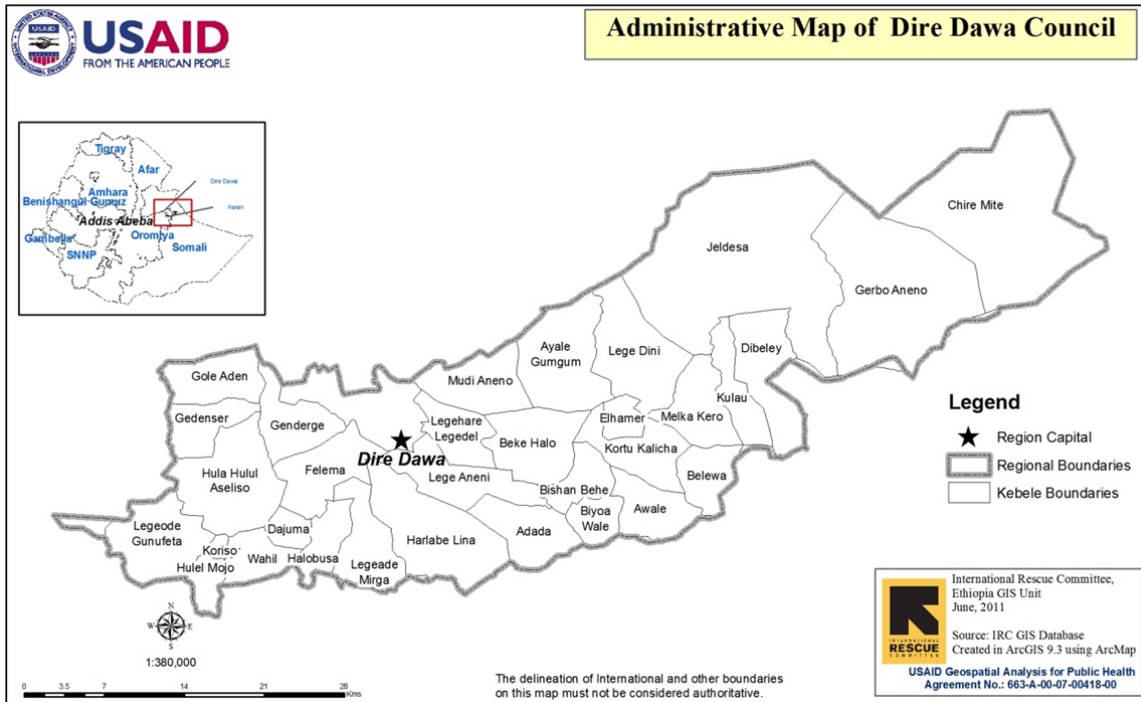 USAID
FROM THE AMERICAN PEOPLE
UNITED STATES AGENCY
INTERNATIONAL DEVELOPMENT
Administrative Map of Dire Dawa Council
Tigray
Afar
Dire Dawa
Amhara
Benishangul Gumuz
Harari
Addis Abeba
Gambella
Oromiya
Somali
SNNP
Chire Mite
Jeldesa
Gerbo Aneno
Ayale
Gumgum
Lege Dini
Dibeley
Gole Aden
Mudi Aneno
Kulau
Gedenser
Genderge
Legehare
Legedel
Elhamer
Melka Kero
Beke Halo
Kortu Kalicha
Dire Dawa
Hula Hulul
Aseliso
Felema
Lege Aneni
Belewa
Bishan Behe
Biyoa
Wale
Awale
Legeode
Gunufeta
Dajuma
Adada
Harlabe Lina
Koriso
Hulel Mojo
Wahil
Halobusa
Legeade
Mirga
Legend
Region Capital
Regional Boundaries
Kebele Boundaries
N
W
E
S
1:380,000
0 3.5 7 14 21 28
Kms
The delineation of International and other boundaries
on this map must not be considered authoritative.
INTERNATIONAL
RESCUE
COMMITTEE
International Rescue Committee,
Ethiopia GIS Unit
June, 2011
Source: IRC GIS Database
Created in ArcGIS 9.3 using ArcMap
USAID Geospatial Analysis for Public Health
Agreement No.: 663-A-00-07-00418-00